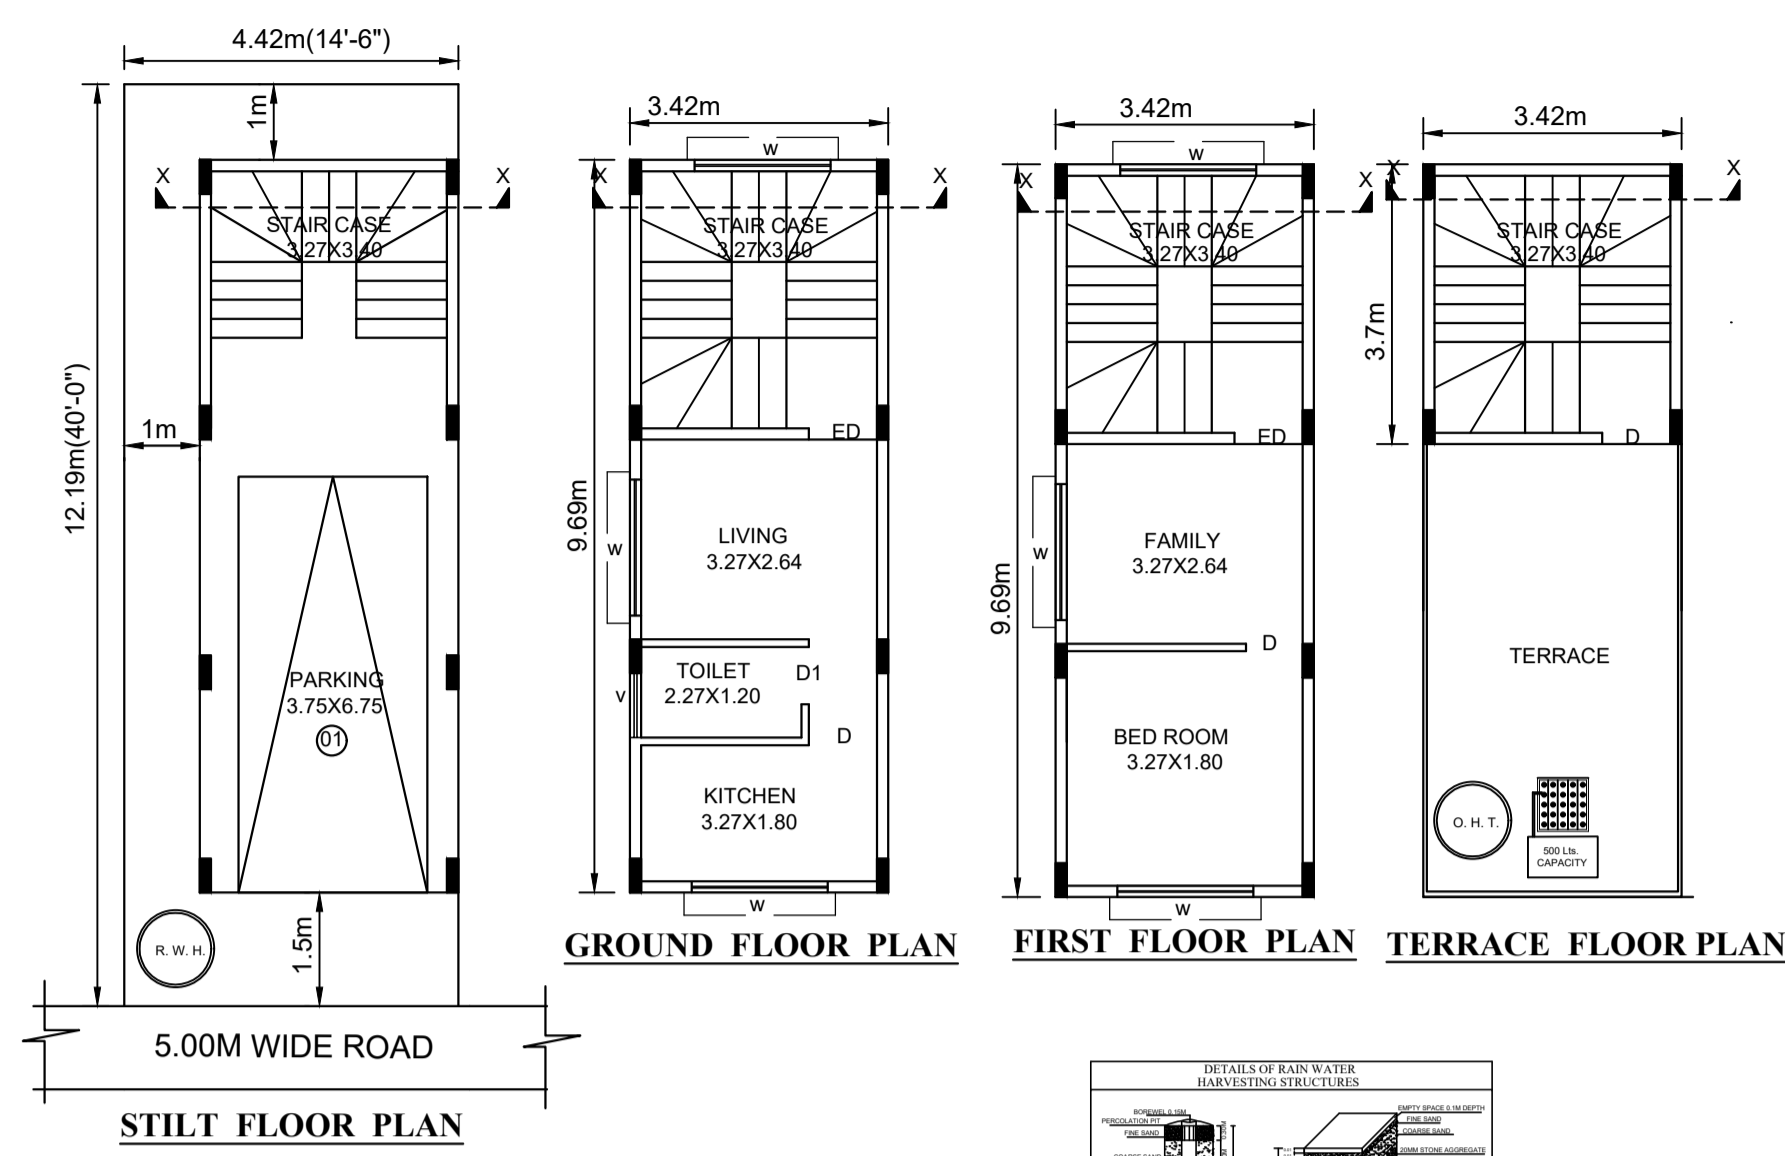 4.42m(14'-6")
1m
X
X
STAIR CASE
3.27X3.40
12.19m(40'-0")
1m
PARKING
3.75X6.75
01
R. W. H.
1.5m
5.00M WIDE ROAD
STILT FLOOR PLAN
3.42m
W
X
X
STAIR CASE
3.27X3.40
ED
9.69m
W
LIVING
3.27X2.64
TOILET
2.27X1.20
D1
V
D
KITCHEN
3.27X1.80
W
GROUND FLOOR PLAN
3.42m
W
X
X
STAIR CASE
3.27X3.40
ED
9.69m
W
FAMILY
3.27X2.64
D
BED ROOM
3.27X1.80
W
FIRST FLOOR PLAN
3.42m
X
X
STAIR CASE
3.27X3.40
3.7m
D
TERRACE
O. H. T.
500 Lts.
CAPACITY
TERRACE FLOOR PLAN
DETAILS OF RAIN WATER
HARVESTING STRUCTURES
BOREWEL 0.15M
PERCOLATION PIT
FINE SAND
EMPTY SPACE 0.1M DEPTH
FINE SAND
COARSE SAND
20MM STONE AGGREGATE